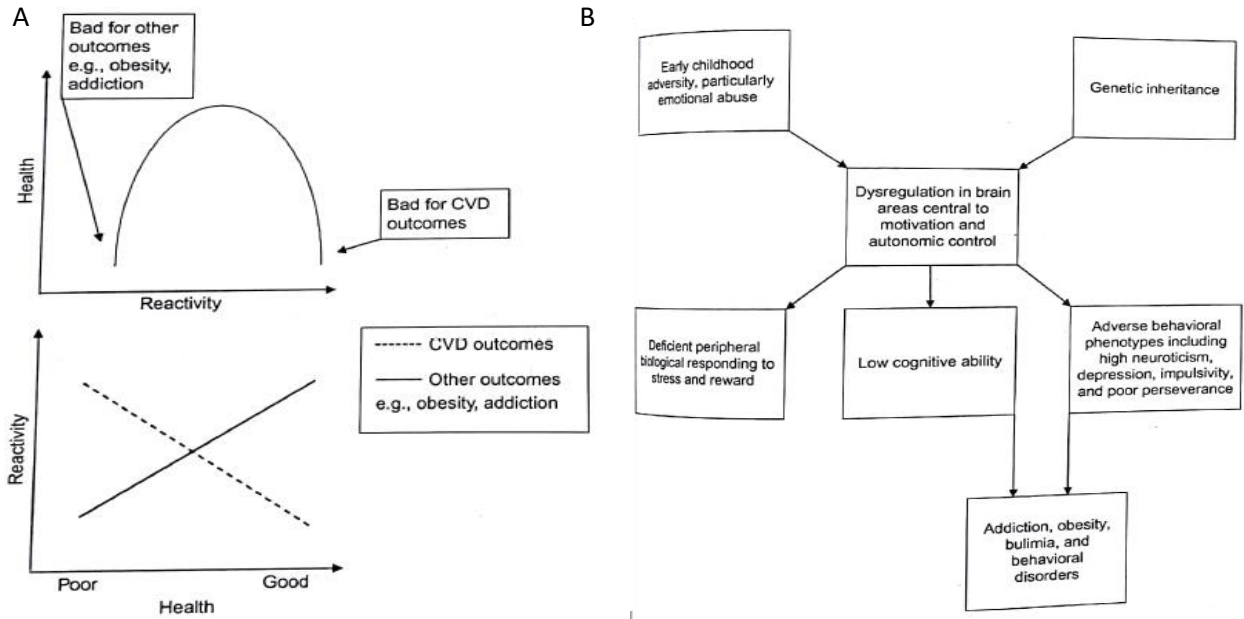 A
Bad for other
outcomes
e.g., obesity,
addiction
Health
Bad for CVD
outcomes
Reactivity
CVD outcomes
Other outcomes
e.g., obesity, addiction
Reactivity
Poor
Good
Health
B
Early childhood
adversity, particularly
emotional abuse
Genetic inheritance
Dysregulation in brain
areas central to
motivation and
autonomic control
Deficient peripheral
biological responding to
stress and reward
Low cognitive ability
Adverse behavioral
phenotypes including
high neuroticism,
depression, impulsivity,
and poor perseverance
Addiction, obesity,
bulimia, and
behavioral
disorders